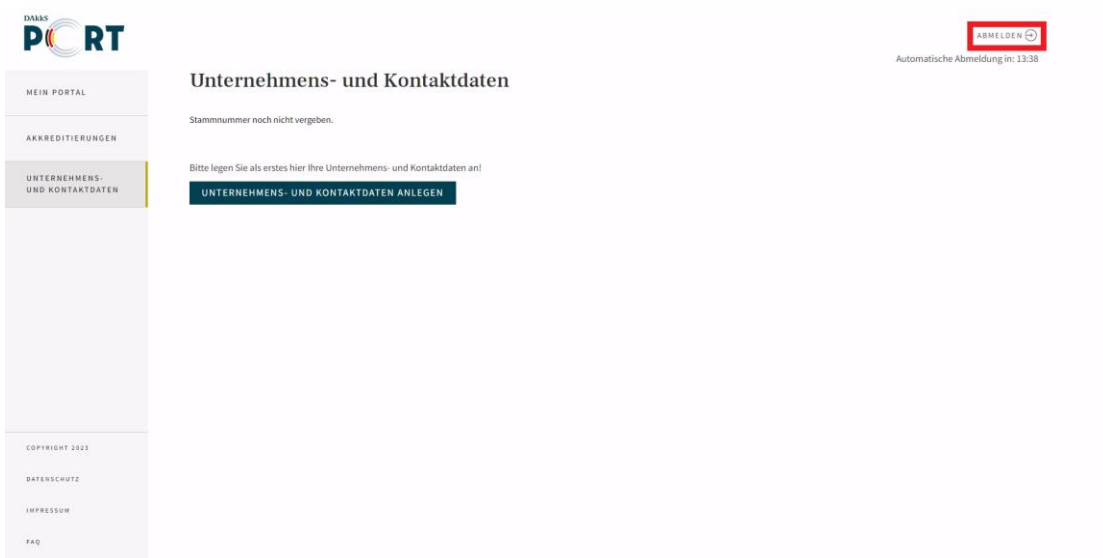 DAkkS
PORT
ABMELDEN
Automatische Abmeldung in: 13:38
MEIN PORTAL
AKKREDITIERUNGEN
UNTERNEHMENS-
UND KONTAKTDATEN
Unternehmens- und Kontaktdaten
Stammnummer noch nicht vergeben.
Bitte legen Sie als erstes hier Ihre Unternehmens- und Kontaktdaten an!
UNTERNEHMENS- UND KONTAKTDATEN ANLEGEN
COPYRIGHT 2023
DATENSCHUTZ
IMPRESSUM
FAQ